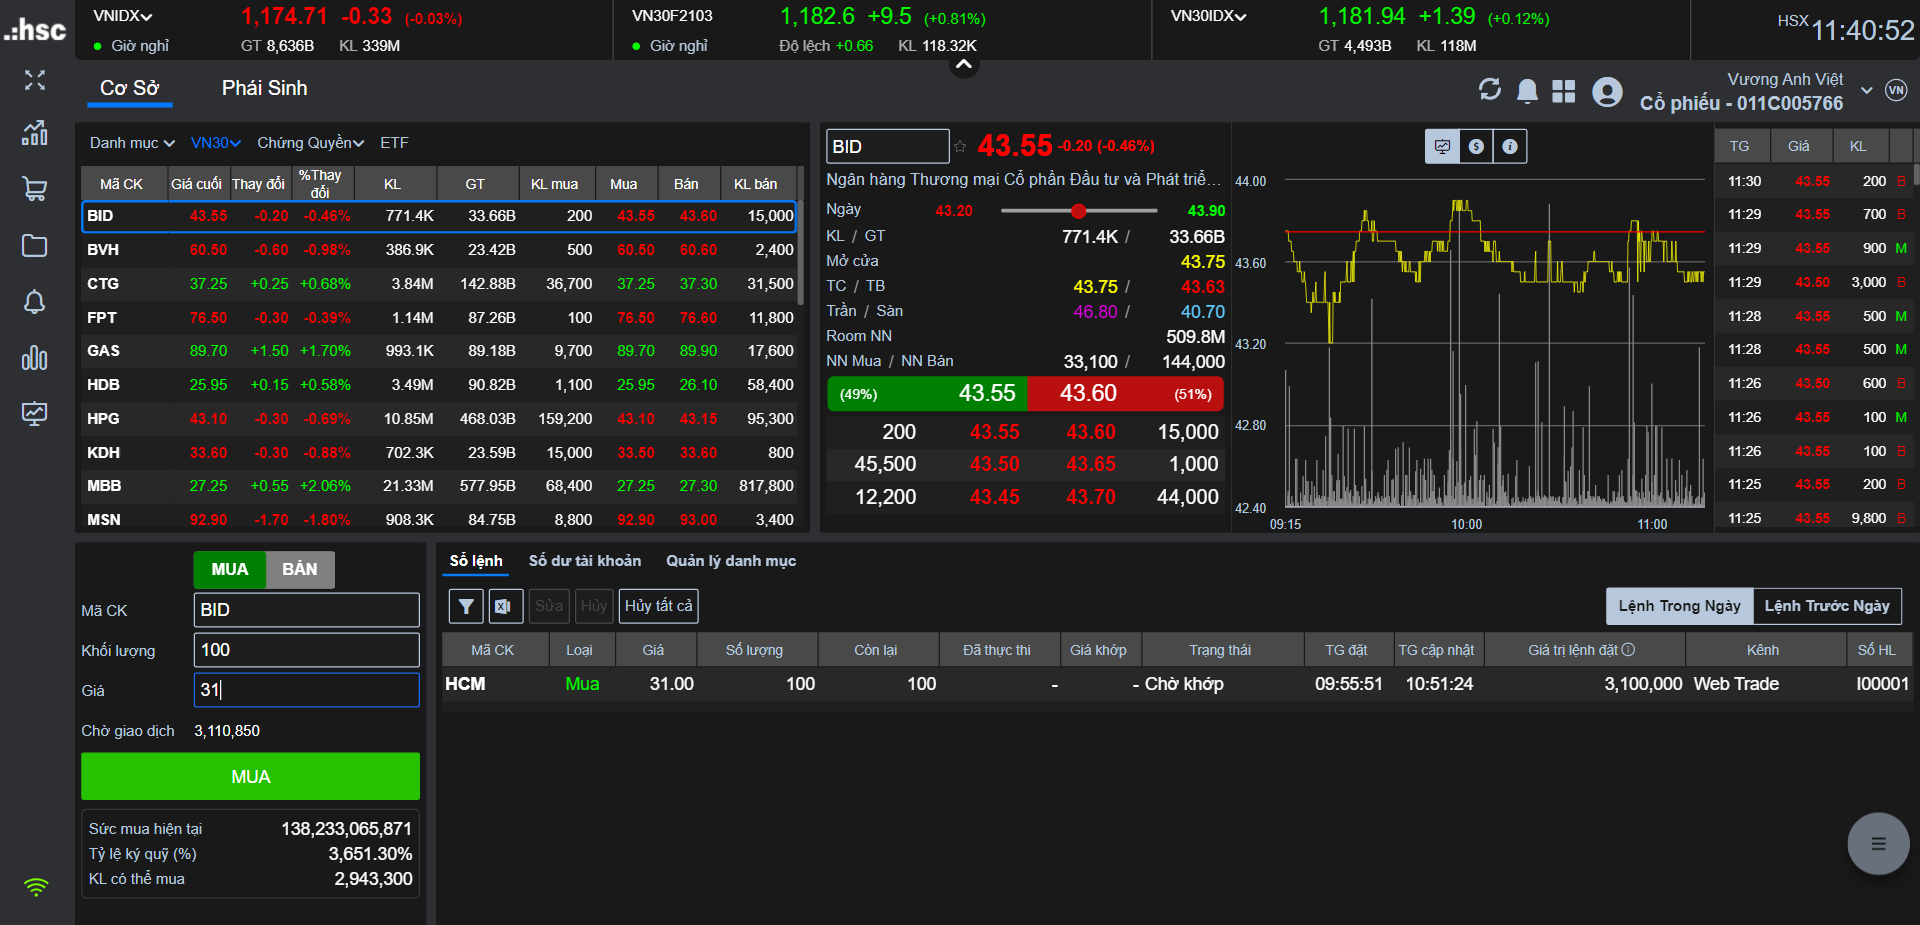 .:hsc
VNIDX 1,174.71 -0.33 (-0.03%)
Giờ nghỉ GT 8,636B KL 339M
VN30F2103 1,182.6 +9.5 (+0.81%)
Giờ nghỉ Độ lệch +0.66 KL 118.32K
VN30IDX 1,181.94 +1.39 (+0.12%)
GT 4,493B KL 118M
HSX 11:40:52
Cơ Sở Phái Sinh
Vương Anh Việt
Cổ phiếu - 011C005766
VN
Danh mục VN30 Chứng Quyền ETF
Mã CK Giá cuối Thay đổi %Thay đổi KL GT KL mua Mua Bán KL bán
BID 43.55 -0.20 -0.46% 771.4K 33.66B 200 43.55 43.60 15,000
BVH 60.50 -0.60 -0.98% 386.9K 23.42B 500 60.50 60.60 2,400
CTG 37.25 +0.25 +0.68% 3.84M 142.88B 36,700 37.25 37.30 31,500
FPT 76.50 -0.30 -0.39% 1.14M 87.26B 100 76.50 76.60 11,800
GAS 89.70 +1.50 +1.70% 993.1K 89.18B 9,700 89.70 89.90 17,600
HDB 25.95 +0.15 +0.58% 3.49M 90.82B 1,100 25.95 26.10 58,400
HPG 43.10 -0.30 -0.69% 10.85M 468.03B 159,200 43.10 43.15 95,300
KDH 33.60 -0.30 -0.88% 702.3K 23.59B 15,000 33.50 33.60 800
MBB 27.25 +0.55 +2.06% 21.33M 577.95B 68,400 27.25 27.30 817,800
MSN 92.90 -1.70 -1.80% 908.3K 84.75B 8,800 92.90 93.00 3,400
BID 43.55 -0.20 (-0.46%)
Ngân hàng Thương mại Cổ phần Đầu tư và Phát triể...
Ngày 43.20 43.90
KL / GT 771.4K / 33.66B
Mở cửa 43.75
TC / TB 43.75 / 43.63
Trần / Sàn 46.80 / 40.70
Room NN 509.8M
NN Mua / NN Bán 33,100 / 144,000
(49%) 43.55 43.60 (51%)
200 43.55 43.60 15,000
45,500 43.50 43.65 1,000
12,200 43.45 43.70 44,000
44.00
43.60
43.20
42.80
42.40
09:15 10:00 11:00
TG Giá KL
11:30 43.55 200 B
11:29 43.55 700 B
11:29 43.55 900 M
11:29 43.50 3,000 B
11:28 43.55 500 M
11:28 43.55 500 M
11:26 43.50 600 B
11:26 43.55 100 M
11:26 43.55 100 B
11:25 43.55 200 B
11:25 43.55 9,800 B
MUA BÁN
Mã CK BID
Khối lượng 100
Giá 31
Chờ giao dịch 3,110,850
MUA
Sức mua hiện tại 138,233,065,871
Tỷ lệ ký quỹ (%) 3,651.30%
KL có thể mua 2,943,300
Sổ lệnh Số dư tài khoản Quản lý danh mục
Sửa Hủy Hủy tất cả
Lệnh Trong Ngày Lệnh Trước Ngày
Mã CK Loại Giá Số lượng Còn lại Đã thực thi Giá khớp Trạng thái TG đặt TG cập nhật Giá trị lệnh đặt Kênh Số HL
HCM Mua 31.00 100 100 - - Chờ khớp 09:55:51 10:51:24 3,100,000 Web Trade I00001